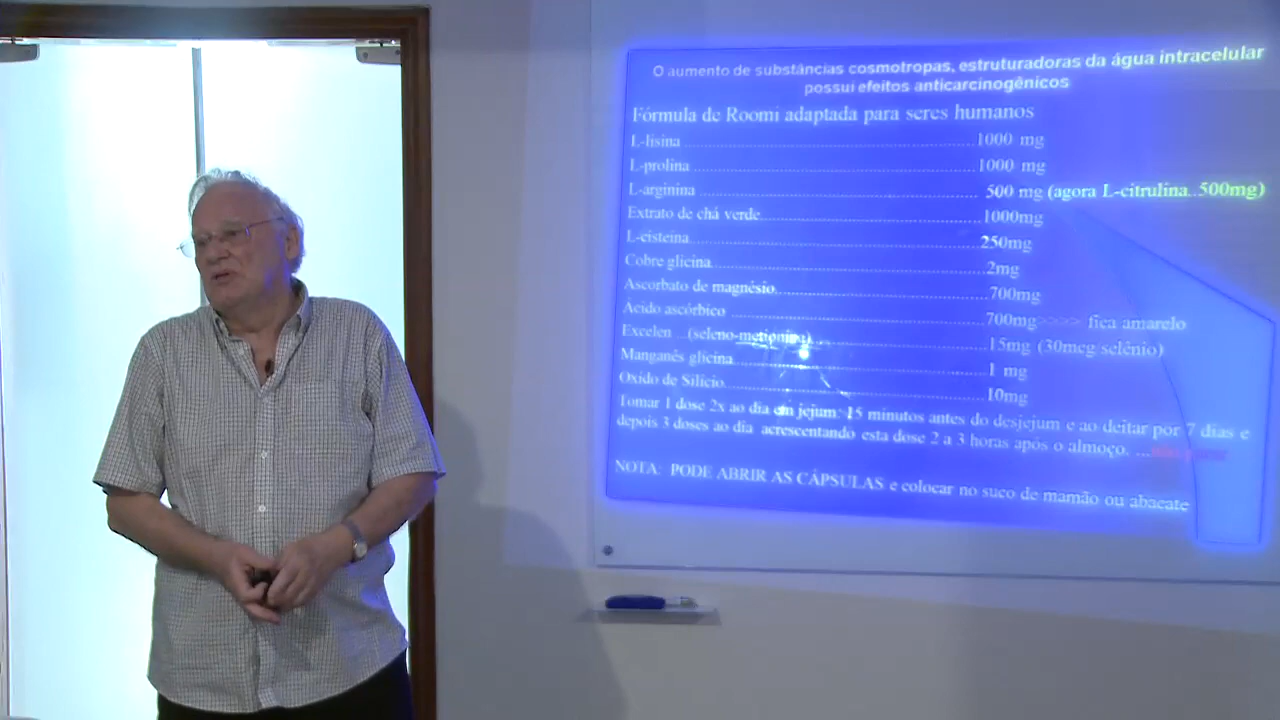 O aumento de substâncias cosmotropas, estruturadoras da água intracelular
possui efeitos anticarcinogênicos
Fórmula de Roomi adaptada para seres humanos
L-lisina ........ 1000 mg
L-prolina ........ 1000 mg
L-arginina ........ 500 mg (agora L-citrulina..500mg)
Extrato de chá verde ........ 1000mg
L-cisteina ........ 250mg
Cobre glicina ........ 2mg
Ascorbato de magnésio ........ 700mg
Ácido ascórbico ........ 700mg>>>> fica amarelo
Excelen ...(seleno-metionina) ........ 15mg (30mcg selênio)
Manganês glicina ........ 1 mg
Oxido de Silício ........ 10mg
Tomar 1 dose 2x ao dia em jejum: 15 minutos antes do desjejum e ao deitar por 7 dias e
depois 3 doses ao dia acrescentando esta dose 2 a 3 horas após o almoço. ...
NOTA: PODE ABRIR AS CÁPSULAS e colocar no suco de mamão ou abacate